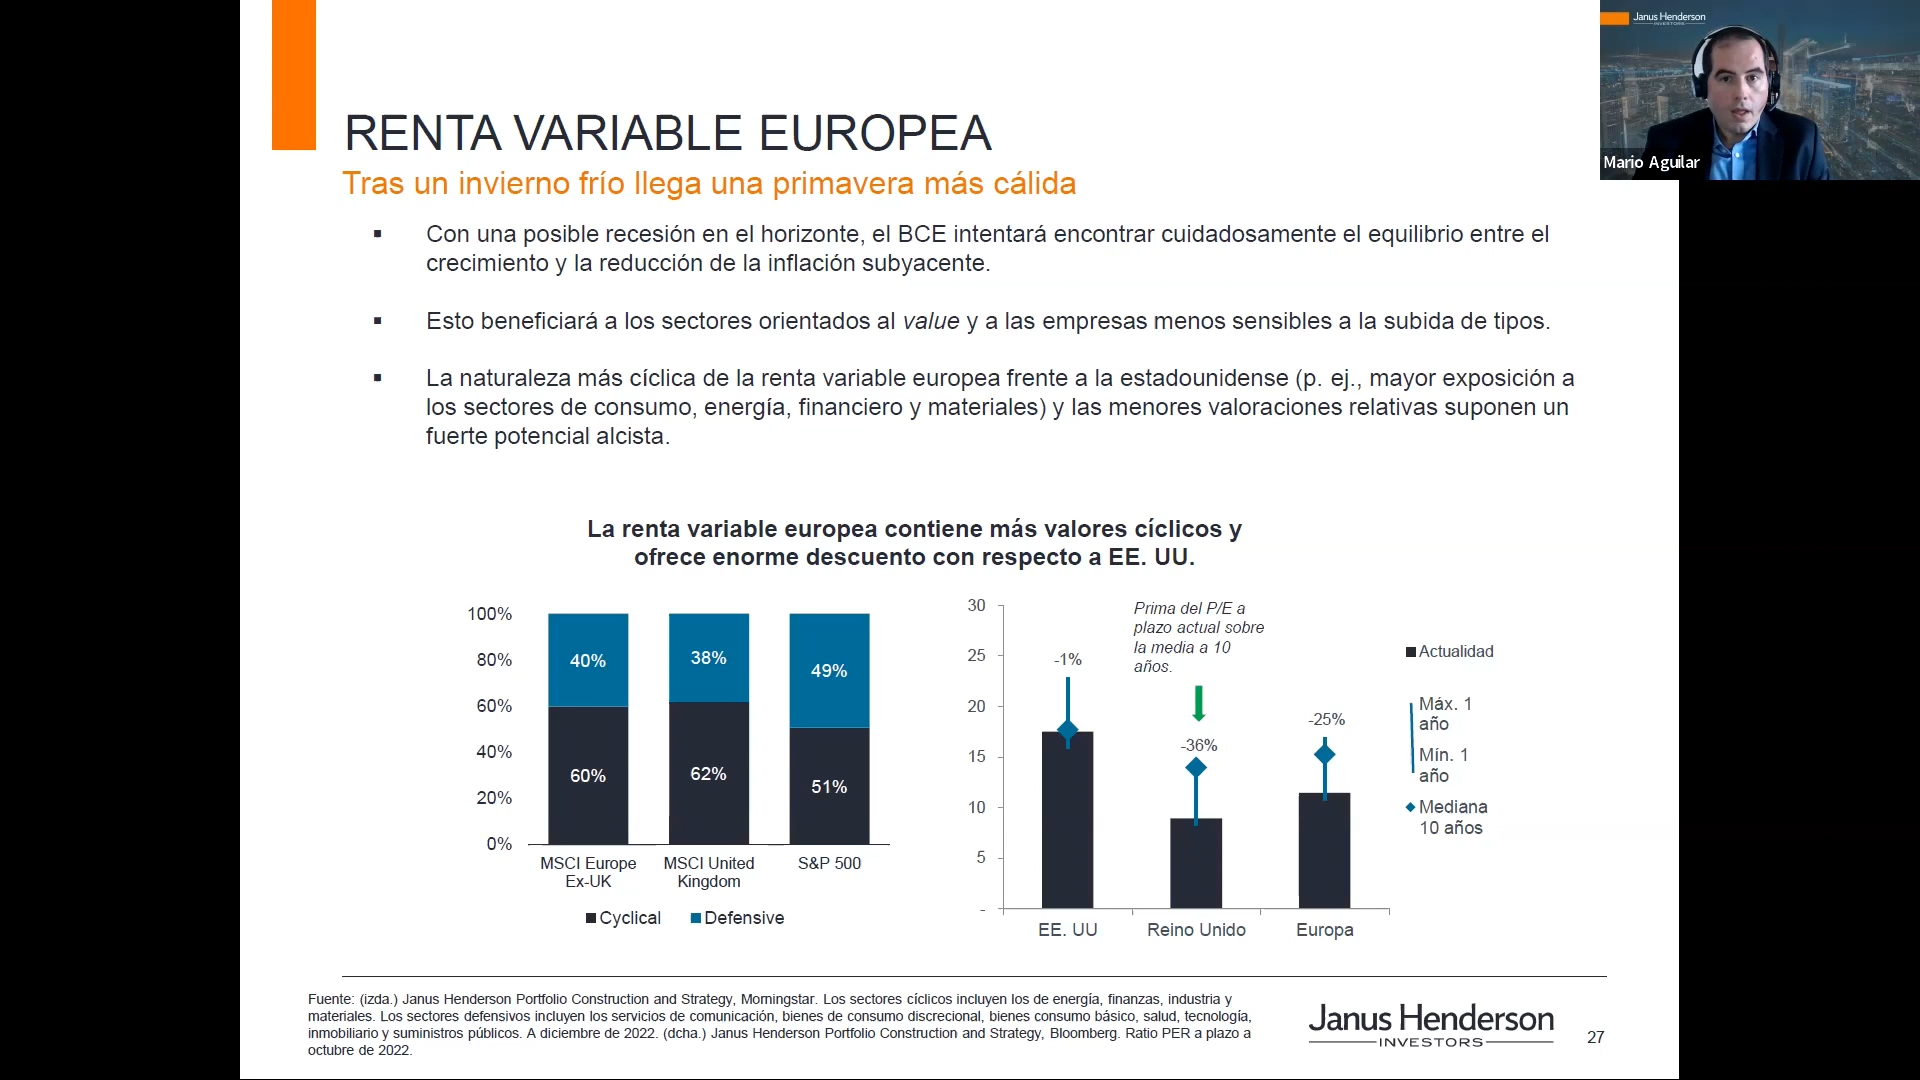 Janus Henderson
INVESTORS
Mario Aguilar
RENTA VARIABLE EUROPEA
Tras un invierno frío llega una primavera más cálida
▪ Con una posible recesión en el horizonte, el BCE intentará encontrar cuidadosamente el equilibrio entre el
crecimiento y la reducción de la inflación subyacente.
▪ Esto beneficiará a los sectores orientados al value y a las empresas menos sensibles a la subida de tipos.
▪ La naturaleza más cíclica de la renta variable europea frente a la estadounidense (p. ej., mayor exposición a
los sectores de consumo, energía, financiero y materiales) y las menores valoraciones relativas suponen un
fuerte potencial alcista.
La renta variable europea contiene más valores cíclicos y
ofrece enorme descuento con respecto a EE. UU.
100%
80%
60%
40%
20%
0%
40%
38%
49%
60%
62%
51%
MSCI Europe
Ex-UK
MSCI United
Kingdom
S&P 500
Cyclical
Defensive
30
25
20
15
10
5
-
Prima del P/E a
plazo actual sobre
la media a 10
años.
-1%
-36%
-25%
EE. UU
Reino Unido
Europa
Actualidad
Máx. 1
año
Mín. 1
año
Mediana
10 años
Fuente: (izda.) Janus Henderson Portfolio Construction and Strategy, Morningstar. Los sectores cíclicos incluyen los de energía, finanzas, industria y
materiales. Los sectores defensivos incluyen los servicios de comunicación, bienes de consumo discrecional, bienes consumo básico, salud, tecnología,
inmobiliario y suministros públicos. A diciembre de 2022. (dcha.) Janus Henderson Portfolio Construction and Strategy, Bloomberg. Ratio PER a plazo a
octubre de 2022.
Janus Henderson
INVESTORS
27